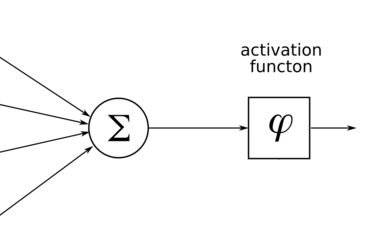 activation
functon
Σ
φ